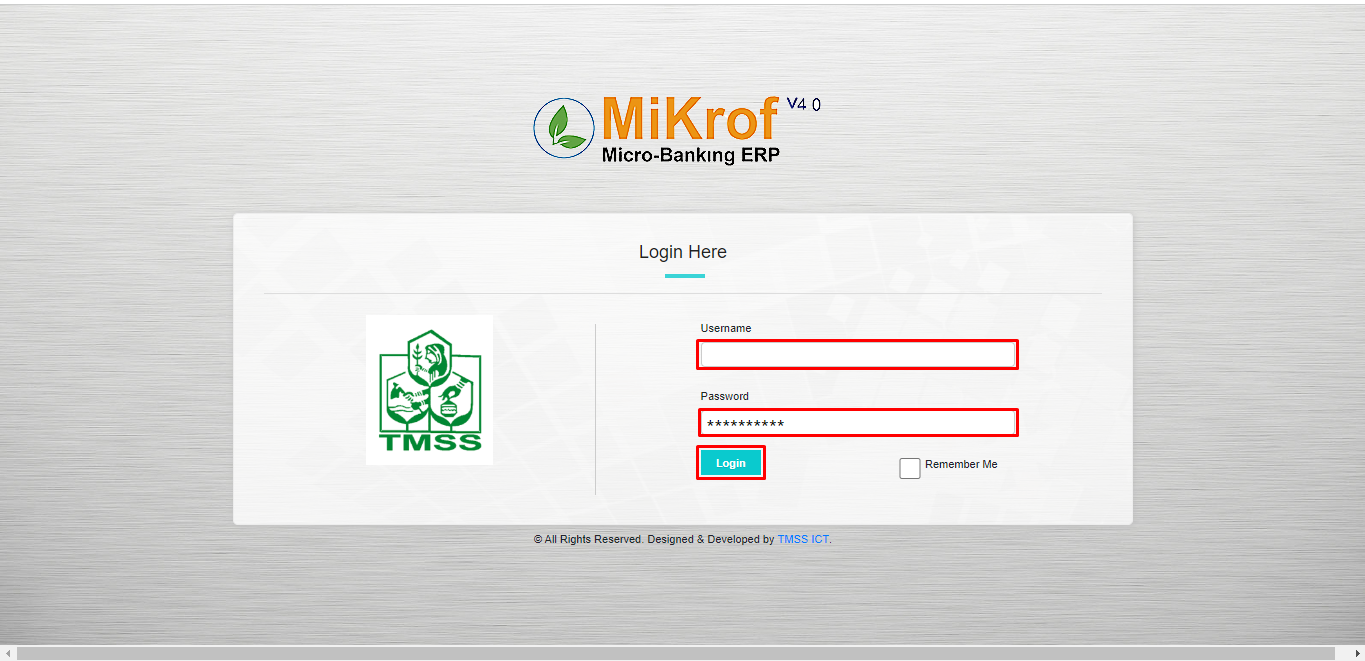 MiKrof V4 0
Micro-Banking ERP
Login Here
TMSS
Username
Password
**********
Login
Remember Me
© All Rights Reserved. Designed & Developed by TMSS ICT.